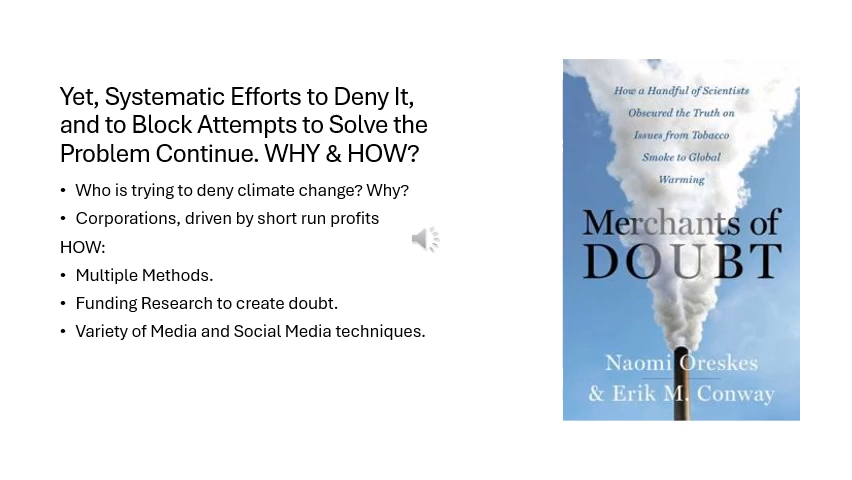 Yet, Systematic Efforts to Deny It,
and to Block Attempts to Solve the
Problem Continue. WHY & HOW?
• Who is trying to deny climate change? Why?
• Corporations, driven by short run profits
HOW:
• Multiple Methods.
• Funding Research to create doubt.
• Variety of Media and Social Media techniques.
How a Handful of Scientists
Obscured the Truth on
Issues from Tobacco
Smoke to Global
Warming
Merchants of
DOUBT
Naomi Oreskes
& Erik M. Conway